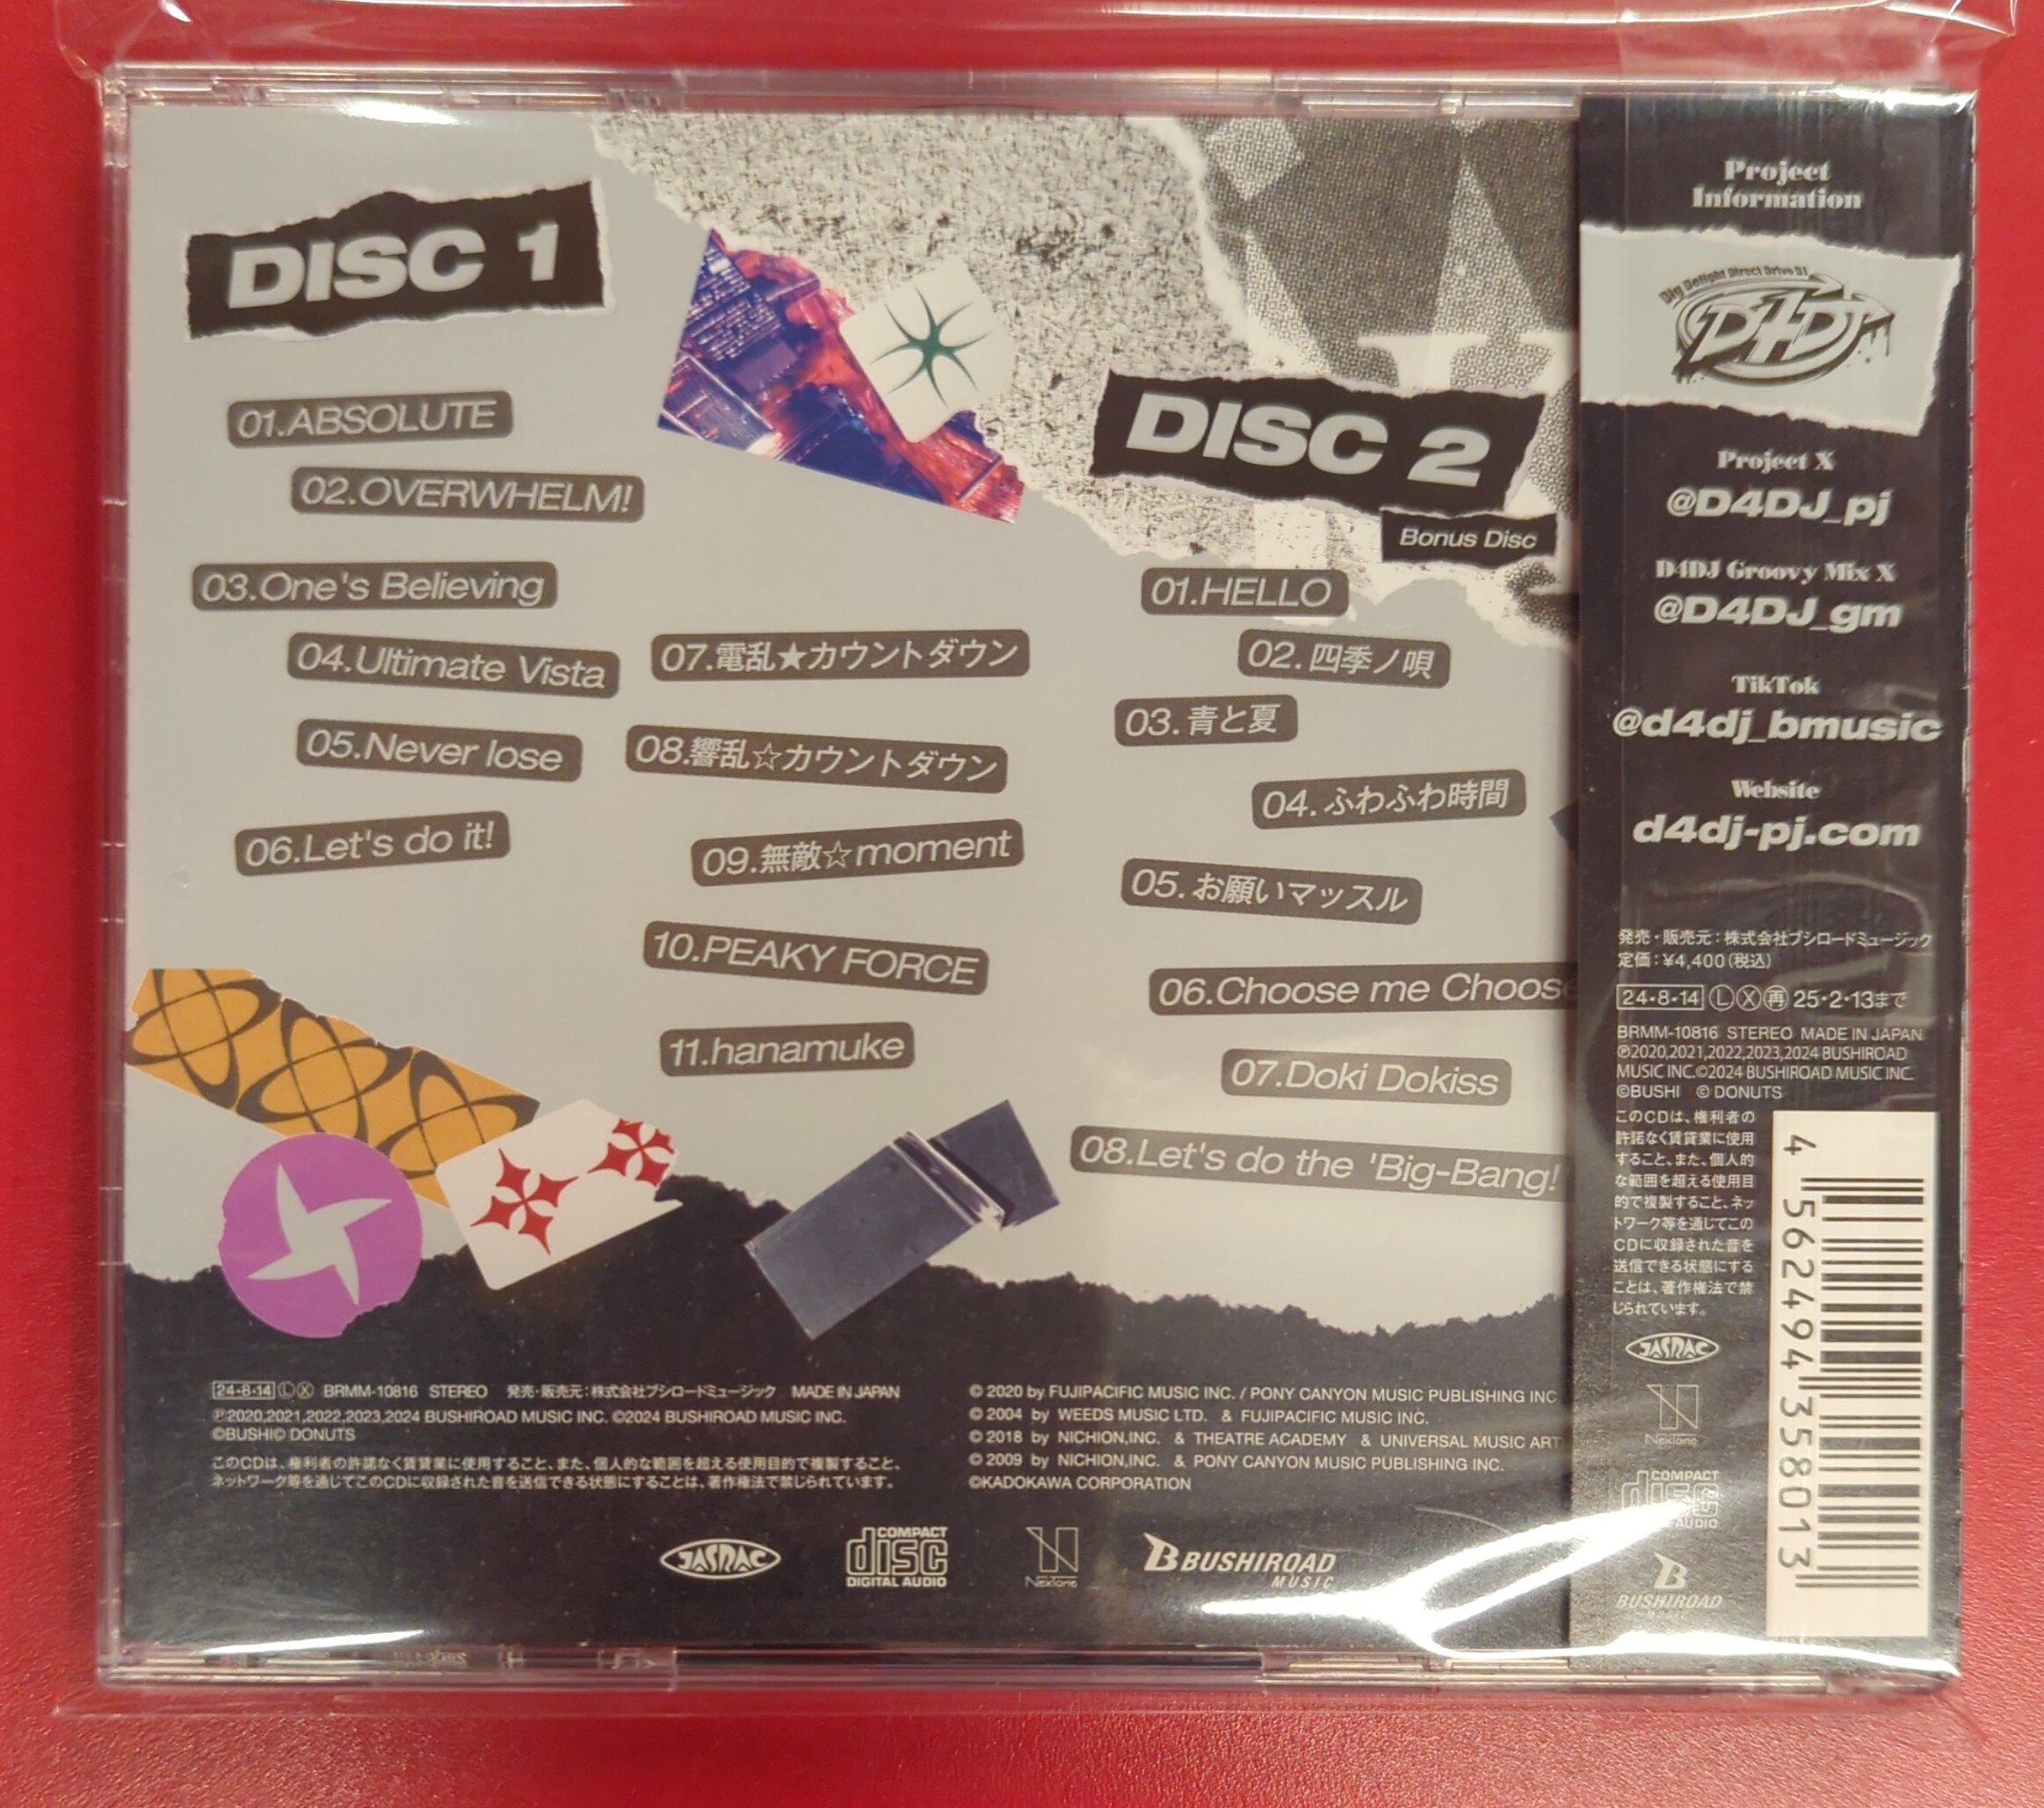 DISC 1
01.ABSOLUTE
02.OVERWHELM!
03.One's Believing
04.Ultimate Vista
05.Never lose
06.Let's do it!
07.電乱★カウントダウン
08.響乱☆カウントダウン
09.無敵☆moment
10.PEAKY FORCE
11.hanamuke
DISC 2
Bonus Disc
01.HELLO
02.四季ノ唄
03.青と夏
04.ふわふわ時間
05.お願いマッスル
06.Choose me Choose
07.Doki Dokiss
08.Let's do the 'Big-Bang!
24・8・14 Ⓛ Ⓧ BRMM-10816 STEREO 発売・販売元：株式会社ブシロードミュージック MADE IN JAPAN
Ⓟ2020,2021,2022,2023,2024 BUSHIROAD MUSIC INC. ©2024 BUSHIROAD MUSIC INC.
©BUSHI© DONUTS
このCDは、権利者の許諾なく賃貸業に使用すること、また、個人的な範囲を超える使用目的で複製すること、
ネットワーク等を通じてこのCDに収録された音を送信できる状態にすることは、著作権法で禁じられています。
© 2020 by FUJIPACIFIC MUSIC INC. / PONY CANYON MUSIC PUBLISHING INC
© 2004 by WEEDS MUSIC LTD. & FUJIPACIFIC MUSIC INC.
© 2018 by NICHION,INC. & THEATRE ACADEMY & UNIVERSAL MUSIC ART
© 2009 by NICHION,INC. & PONY CANYON MUSIC PUBLISHING INC.
©KADOKAWA CORPORATION
JASRAC
COMPACT
disc
DIGITAL AUDIO
NexTone
BUSHIROAD
MUSIC
Project
Information
Dig Delight Direct Drive DJ
D4DJ
Project X
@D4DJ_pj
D4DJ Groovy Mix X
@D4DJ_gm
TikTok
@d4dj_bmusic
Website
d4dj-pj.com
発売・販売元：株式会社ブシロードミュージック
定価：¥4,400（税込）
24・8・14 Ⓛ Ⓧ ㊢ 25・2・13まで
BRMM-10816 STEREO MADE IN JAPAN
Ⓟ2020,2021,2022,2023,2024 BUSHIROAD
MUSIC INC.©2024 BUSHIROAD MUSIC INC.
©BUSHI © DONUTS
このCDは、権利者の
許諾なく賃貸業に使用
すること、また、個人的
な範囲を超える使用目
的で複製すること、ネッ
トワーク等を通じてこの
CDに収録された音を
送信できる状態にする
ことは、著作権法で禁
じられています。
JASRAC
NexTone
COMPACT
disc
AUDIO
BUSHIROAD
4 562494 358013